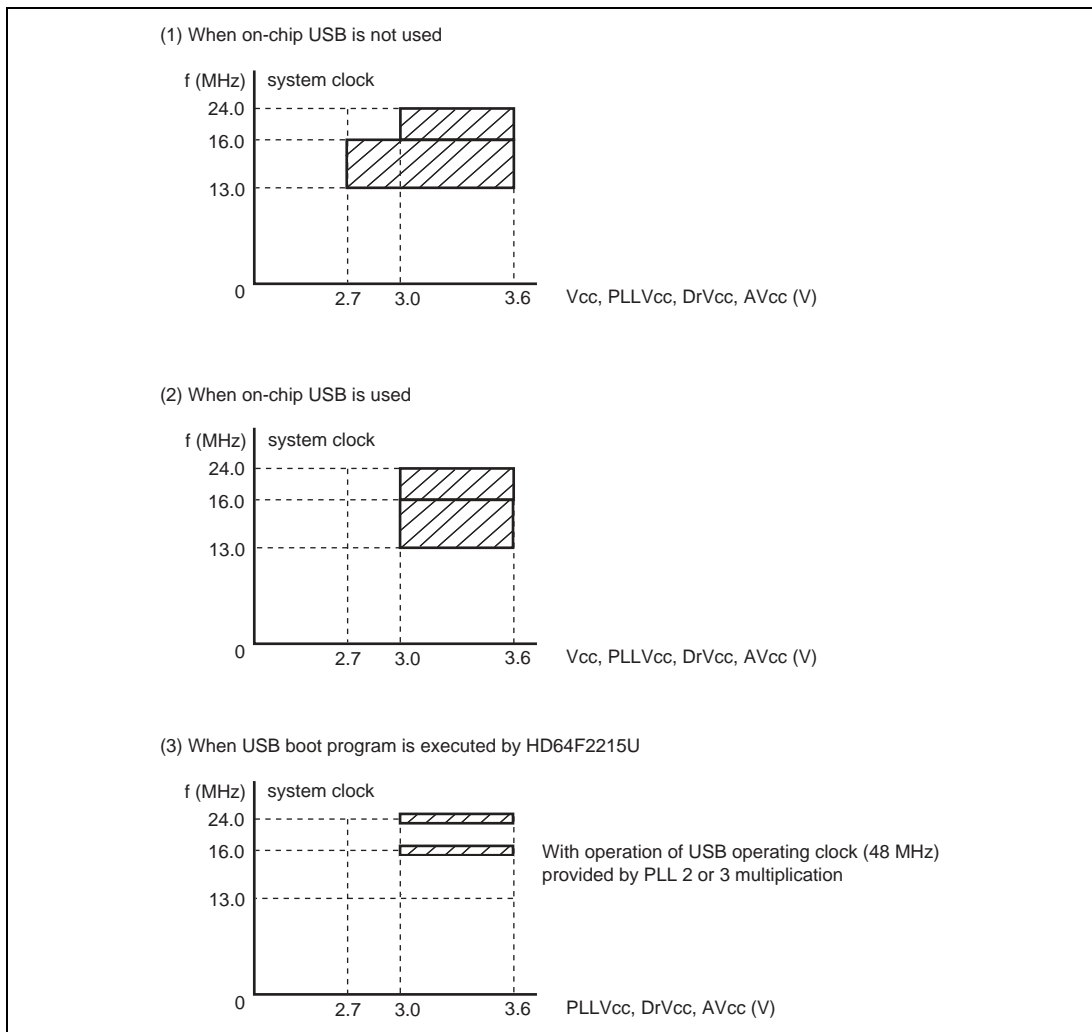 (1) When on-chip USB is not used
f (MHz) system clock
24.0
16.0
13.0
0
2.7 3.0 3.6 Vcc, PLLVcc, DrVcc, AVcc (V)
(2) When on-chip USB is used
f (MHz) system clock
24.0
16.0
13.0
0
2.7 3.0 3.6 Vcc, PLLVcc, DrVcc, AVcc (V)
(3) When USB boot program is executed by HD64F2215U
f (MHz) system clock
24.0
16.0
With operation of USB operating clock (48 MHz)
provided by PLL 2 or 3 multiplication
13.0
0
2.7 3.0 3.6 PLLVcc, DrVcc, AVcc (V)